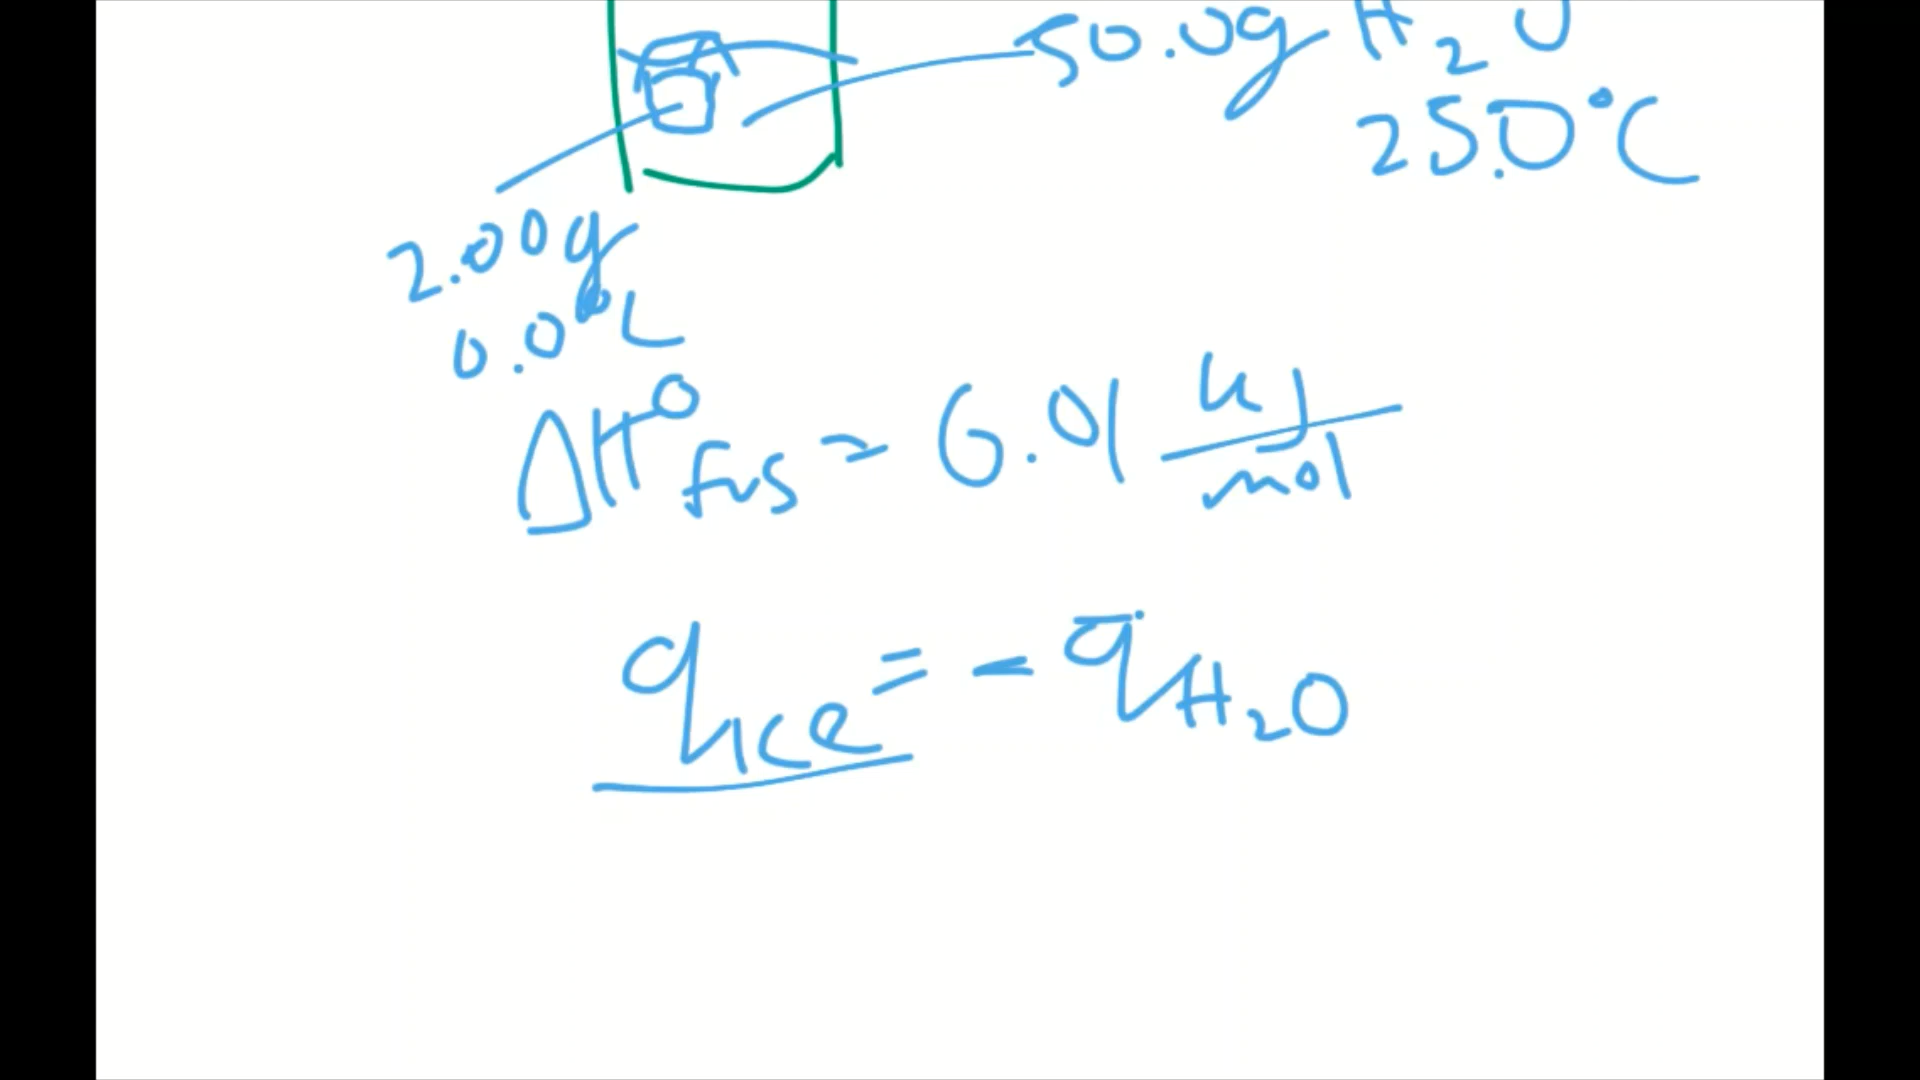 50.0g H₂O
25.0°C
2.00g
0.0°C
ΔH°fus = 6.01 kJ/mol
qice = - qH₂O